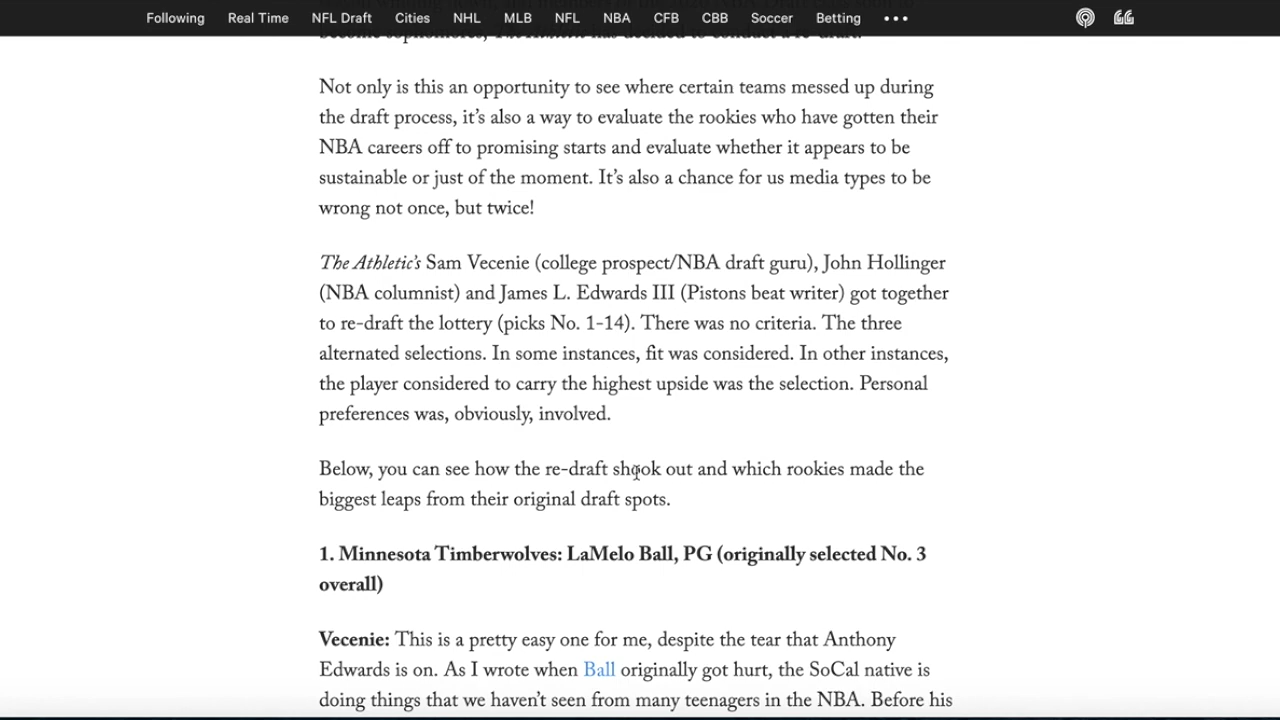 Following Real Time NFL Draft Cities NHL MLB NFL NBA CFB CBB Soccer Betting
Not only is this an opportunity to see where certain teams messed up during
the draft process, it’s also a way to evaluate the rookies who have gotten their
NBA careers off to promising starts and evaluate whether it appears to be
sustainable or just of the moment. It’s also a chance for us media types to be
wrong not once, but twice!
The Athletic’s Sam Vecenie (college prospect/NBA draft guru), John Hollinger
(NBA columnist) and James L. Edwards III (Pistons beat writer) got together
to re-draft the lottery (picks No. 1-14). There was no criteria. The three
alternated selections. In some instances, fit was considered. In other instances,
the player considered to carry the highest upside was the selection. Personal
preferences was, obviously, involved.
Below, you can see how the re-draft shook out and which rookies made the
biggest leaps from their original draft spots.
1. Minnesota Timberwolves: LaMelo Ball, PG (originally selected No. 3
overall)
Vecenie: This is a pretty easy one for me, despite the tear that Anthony
Edwards is on. As I wrote when Ball originally got hurt, the SoCal native is
doing things that we haven’t seen from many teenagers in the NBA. Before his